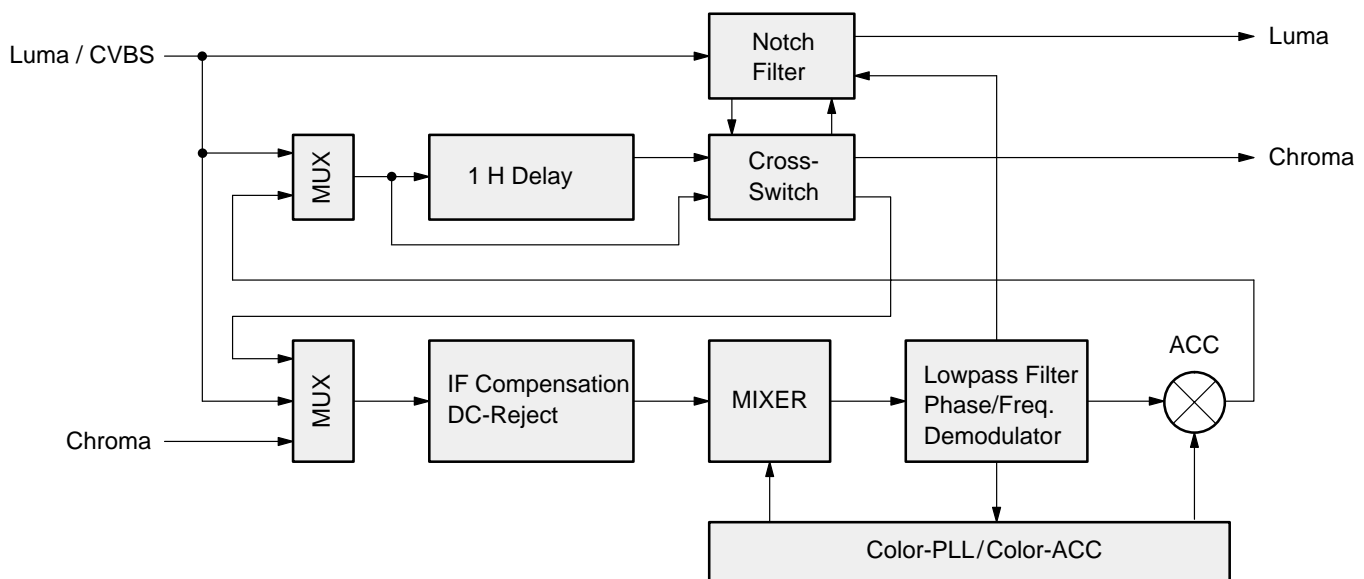 Luma / CVBS
Notch
Filter
Luma
MUX
1 H Delay
Cross-
Switch
Chroma
MUX
IF Compensation
DC-Reject
MIXER
Lowpass Filter
Phase/Freq.
Demodulator
ACC
Chroma
Color-PLL/Color-ACC